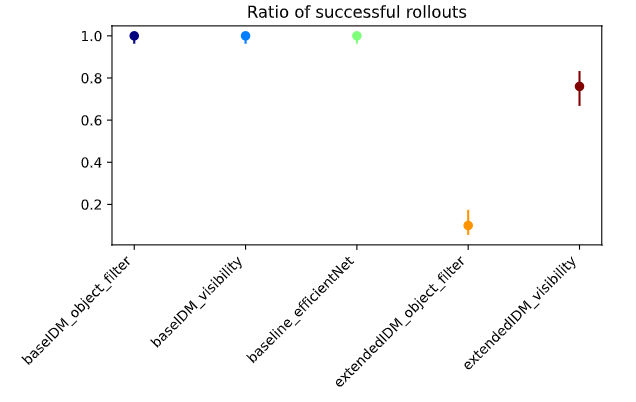 Ratio of successful rollouts
1.0
0.8
0.6
0.4
0.2
baseIDM_object_filter
baseIDM_visibility
baseline_efficientNet
extendedIDM_object_filter
extendedIDM_visibility